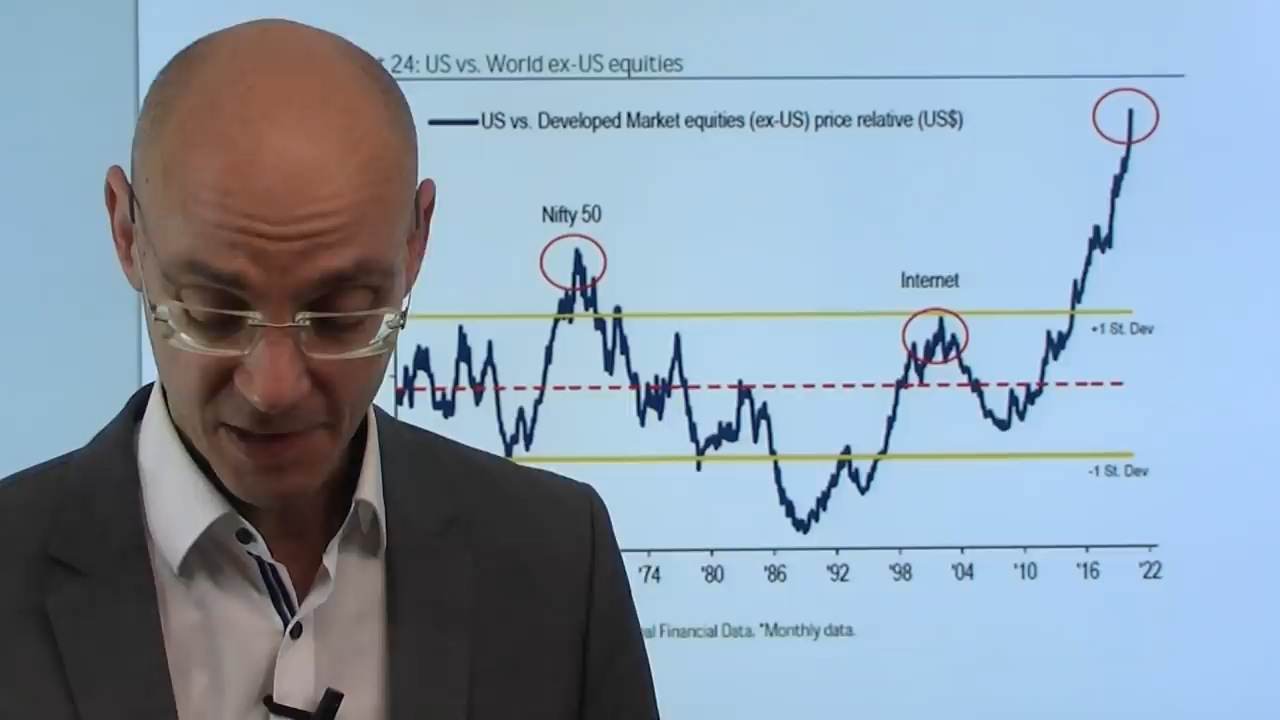 24: US vs. World ex-US equities
US vs. Developed Market equities (ex-US) price relative (US$)
Nifty 50
Internet
+1 St. Dev
-1 St. Dev
'74 '80 '86 '92 '98 '04 '10 '16 '22
Financial Data. *Monthly data.